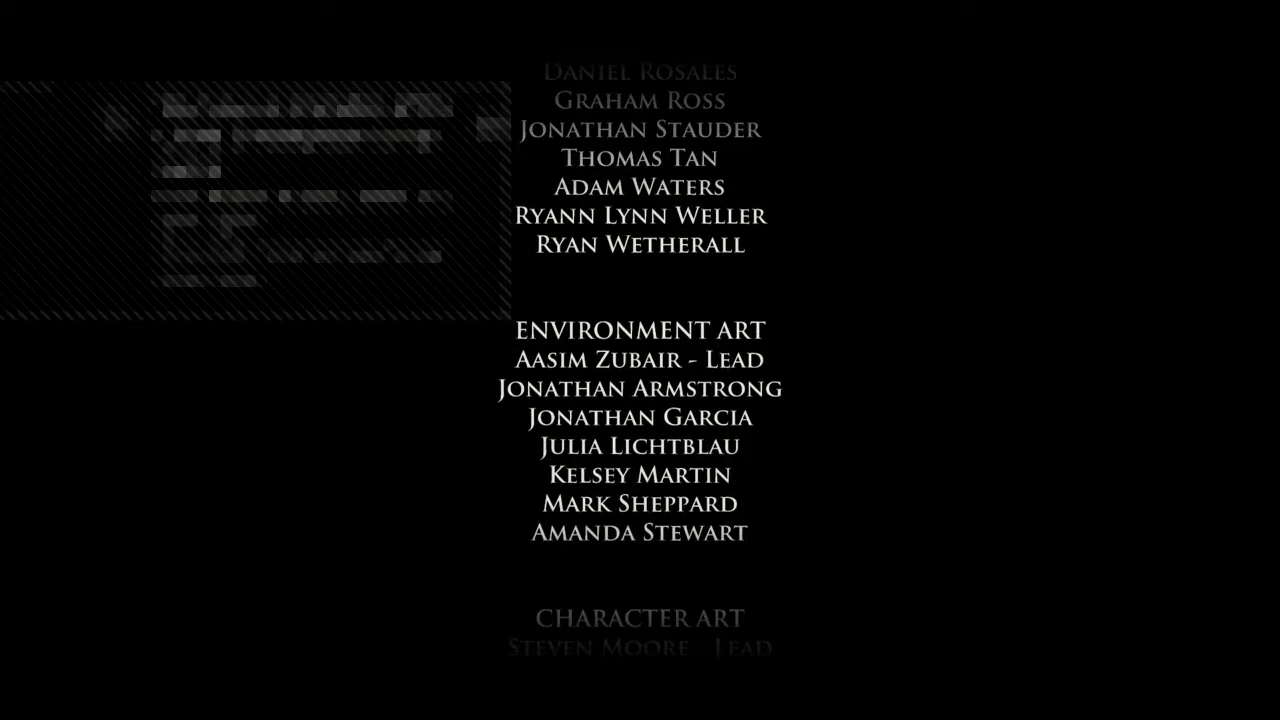 Daniel Rosales
Graham Ross
Jonathan Stauder
Thomas Tan
Adam Waters
Ryann Lynn Weller
Ryan Wetherall
ENVIRONMENT ART
Aasim Zubair - Lead
Jonathan Armstrong
Jonathan Garcia
Julia Lichtblau
Kelsey Martin
Mark Sheppard
Amanda Stewart
CHARACTER ART
Steven Moore - Lead